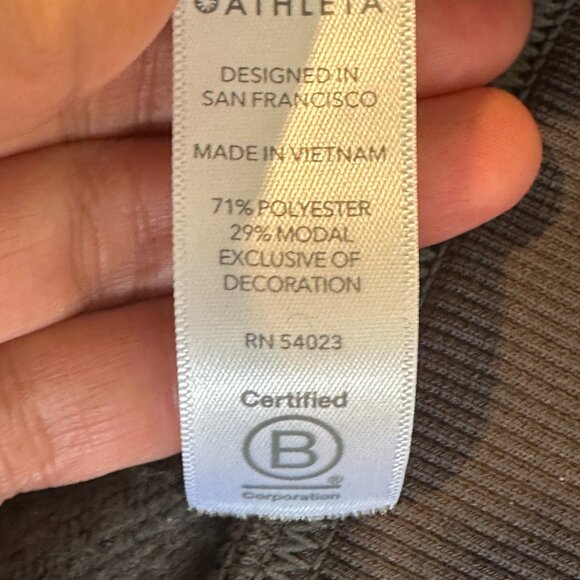 ATHLETA
DESIGNED IN
SAN FRANCISCO
MADE IN VIETNAM
71% POLYESTER
29% MODAL
EXCLUSIVE OF
DECORATION
RN 54023
Certified
B
®
Corporation